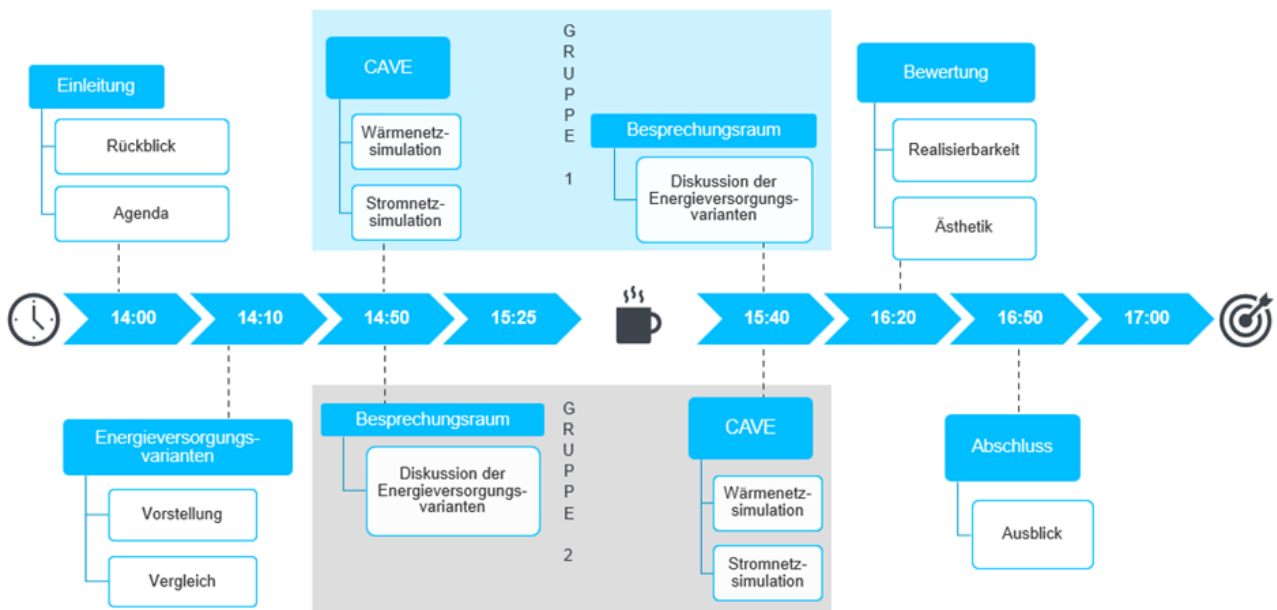 Einleitung
Rückblick
Agenda
CAVE
Wärmenetz-
simulation
Stromnetz-
simulation
G
R
U
P
P
E
1
Besprechungsraum
Diskussion der
Energieversorgungs-
varianten
Bewertung
Realisierbarkeit
Ästhetik
14:00
14:10
14:50
15:25
15:40
16:20
16:50
17:00
Energieversorgungs-
varianten
Vorstellung
Vergleich
Besprechungsraum
Diskussion der
Energieversorgungs-
varianten
G
R
U
P
P
E
2
CAVE
Wärmenetz-
simulation
Stromnetz-
simulation
Abschluss
Ausblick